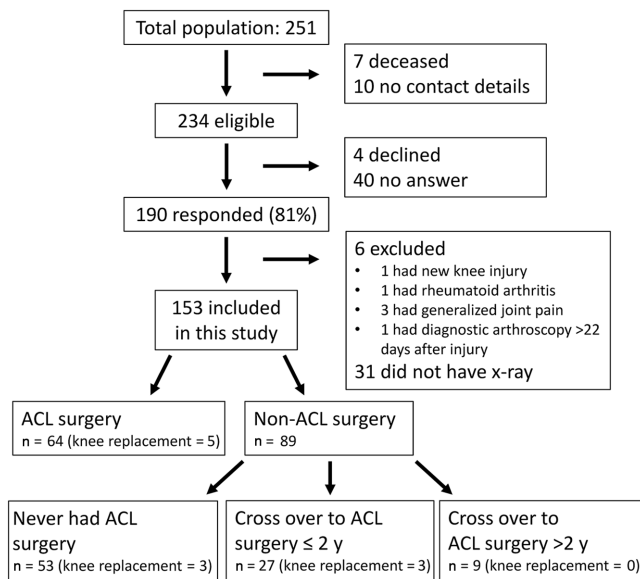 Total population: 251
7 deceased
10 no contact details
234 eligible
4 declined
40 no answer
190 responded (81%)
6 excluded
• 1 had new knee injury
• 1 had rheumatoid arthritis
• 3 had generalized joint pain
• 1 had diagnostic arthroscopy >22
days after injury
31 did not have x-ray
153 included
in this study
ACL surgery
n = 64 (knee replacement = 5)
Non-ACL surgery
n = 89
Never had ACL
surgery
n = 53 (knee replacement = 3)
Cross over to ACL
surgery ≤ 2 y
n = 27 (knee replacement = 3)
Cross over to
ACL surgery >2 y
n = 9 (knee replacement = 0)